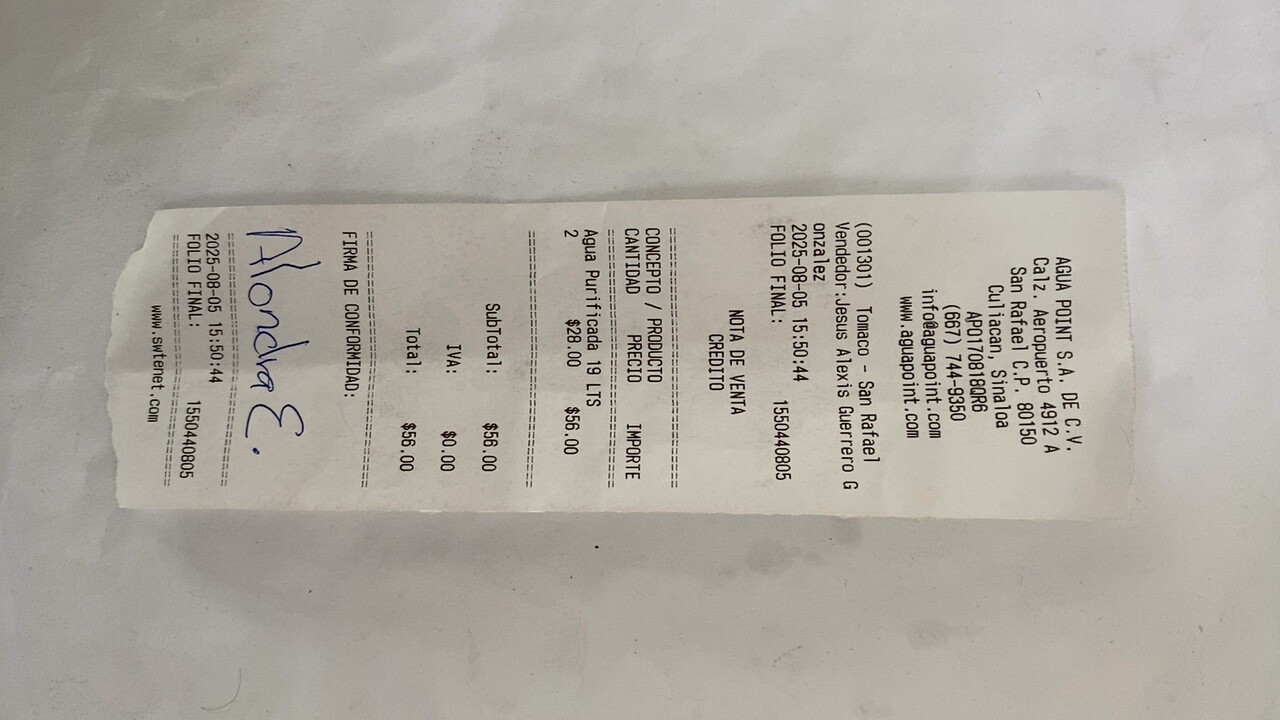 AGUA POINT S.A. DE C.V.
Calz. Aeropuerto 4912 A
San Rafael C.P. 80150
Culiacan, Sinaloa
APO170818QR6
(667) 744-9350
info@aguapoint.com
www.aguapoint.com
(001301) Tomaco - San Rafael
Vendedor:Jesus Alexis Guerrero G
onzalez
2025-08-05 15:50:44
FOLIO FINAL: 1550440805
NOTA DE VENTA
CREDITO
================================
CONCEPTO / PRODUCTO
CANTIDAD PRECIO IMPORTE
================================
Agua Purificada 19 LTS
2 $28.00 $56.00
================================
SubTotal: $56.00
IVA: $0.00
Total: $56.00
================================
FIRMA DE CONFORMIDAD:
Alondra E.
================================
2025-08-05 15:50:44
FOLIO FINAL: 1550440805
================================
www.swtenet.com